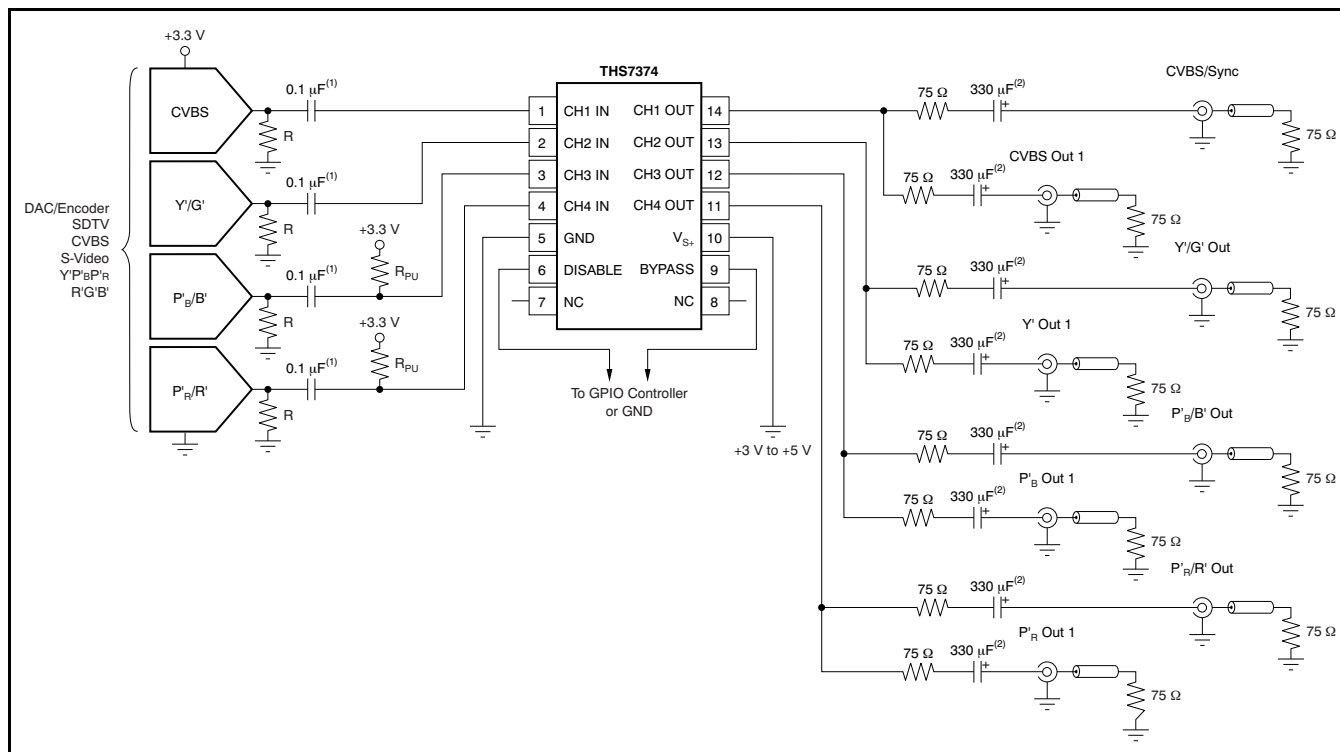 +3.3 V
DAC/Encoder
SDTV
CVBS
S-Video
Y'P'BP'R
R'G'B'
CVBS
0.1 µF(1)
R
Y'/G'
0.1 µF(1)
R
P'B/B'
0.1 µF(1)
R
+3.3 V
RPU
P'R/R'
0.1 µF(1)
R
+3.3 V
RPU
THS7374
1 CH1 IN CH1 OUT 14
2 CH2 IN CH2 OUT 13
3 CH3 IN CH3 OUT 12
4 CH4 IN CH4 OUT 11
5 GND VS+ 10
6 DISABLE BYPASS 9
7 NC NC 8
To GPIO Controller
or GND
+3 V to +5 V
CVBS/Sync
75 Ω
330 µF(2)
+
75 Ω
CVBS Out 1
75 Ω
330 µF(2)
+
75 Ω
Y'/G' Out
75 Ω
330 µF(2)
+
75 Ω
Y' Out 1
75 Ω
330 µF(2)
+
75 Ω
P'B/B' Out
75 Ω
330 µF(2)
+
75 Ω
P'B Out 1
75 Ω
330 µF(2)
+
75 Ω
P'R/R' Out
75 Ω
330 µF(2)
+
75 Ω
P'R Out 1
75 Ω
330 µF(2)
+
75 Ω